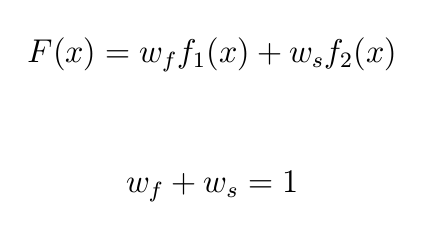 F(x) = w_f f_1(x) + w_s f_2(x)
w_f + w_s = 1